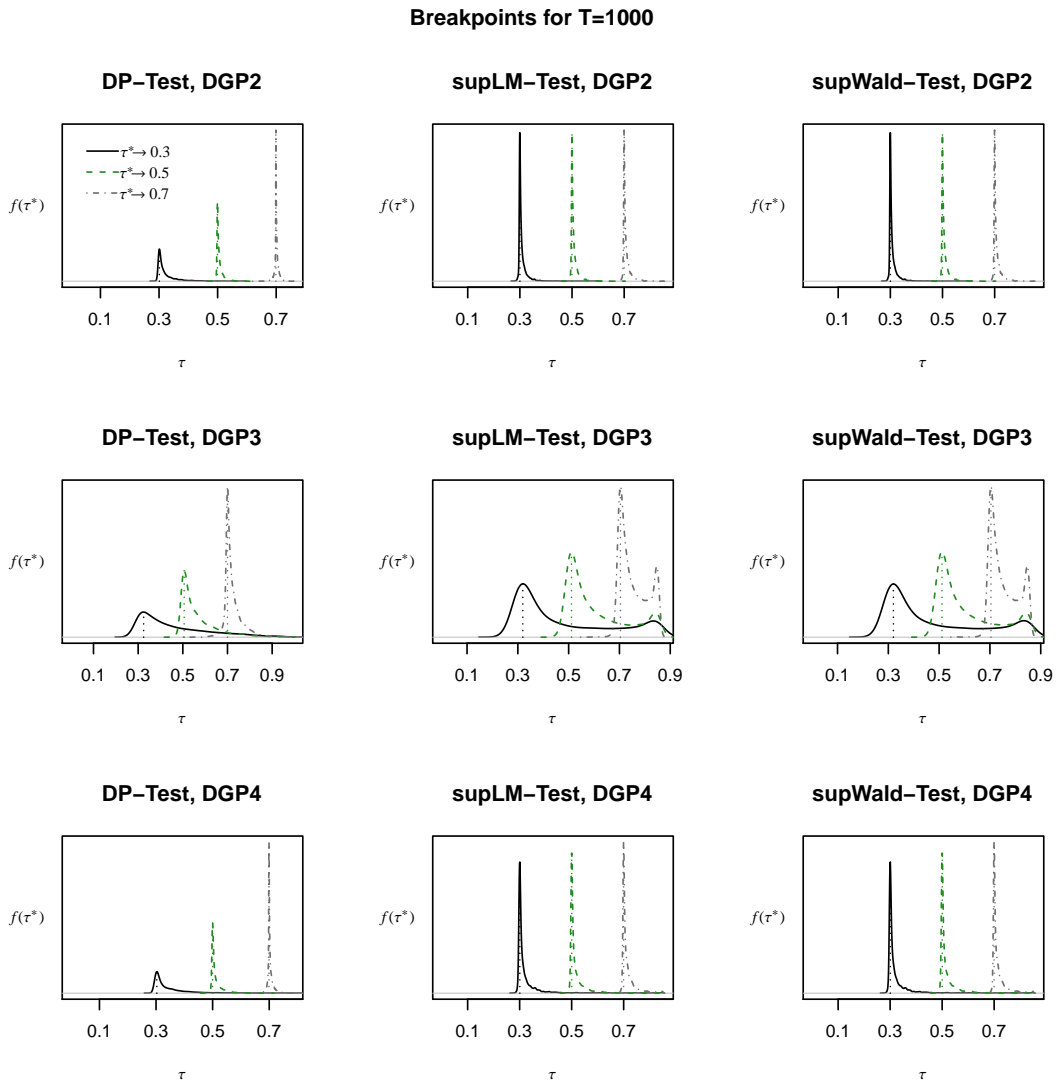 Breakpoints for T=1000
DP−Test, DGP2
supLM−Test, DGP2
supWald−Test, DGP2
τ*→ 0.3
τ*→ 0.5
τ*→ 0.7
f(τ*)
f(τ*)
f(τ*)
0.1 0.3 0.5 0.7
0.1 0.3 0.5 0.7
0.1 0.3 0.5 0.7
τ
τ
τ
DP−Test, DGP3
supLM−Test, DGP3
supWald−Test, DGP3
f(τ*)
f(τ*)
f(τ*)
0.1 0.3 0.5 0.7 0.9
0.1 0.3 0.5 0.7 0.9
0.1 0.3 0.5 0.7 0.9
τ
τ
τ
DP−Test, DGP4
supLM−Test, DGP4
supWald−Test, DGP4
f(τ*)
f(τ*)
f(τ*)
0.1 0.3 0.5 0.7
0.1 0.3 0.5 0.7
0.1 0.3 0.5 0.7
τ
τ
τ